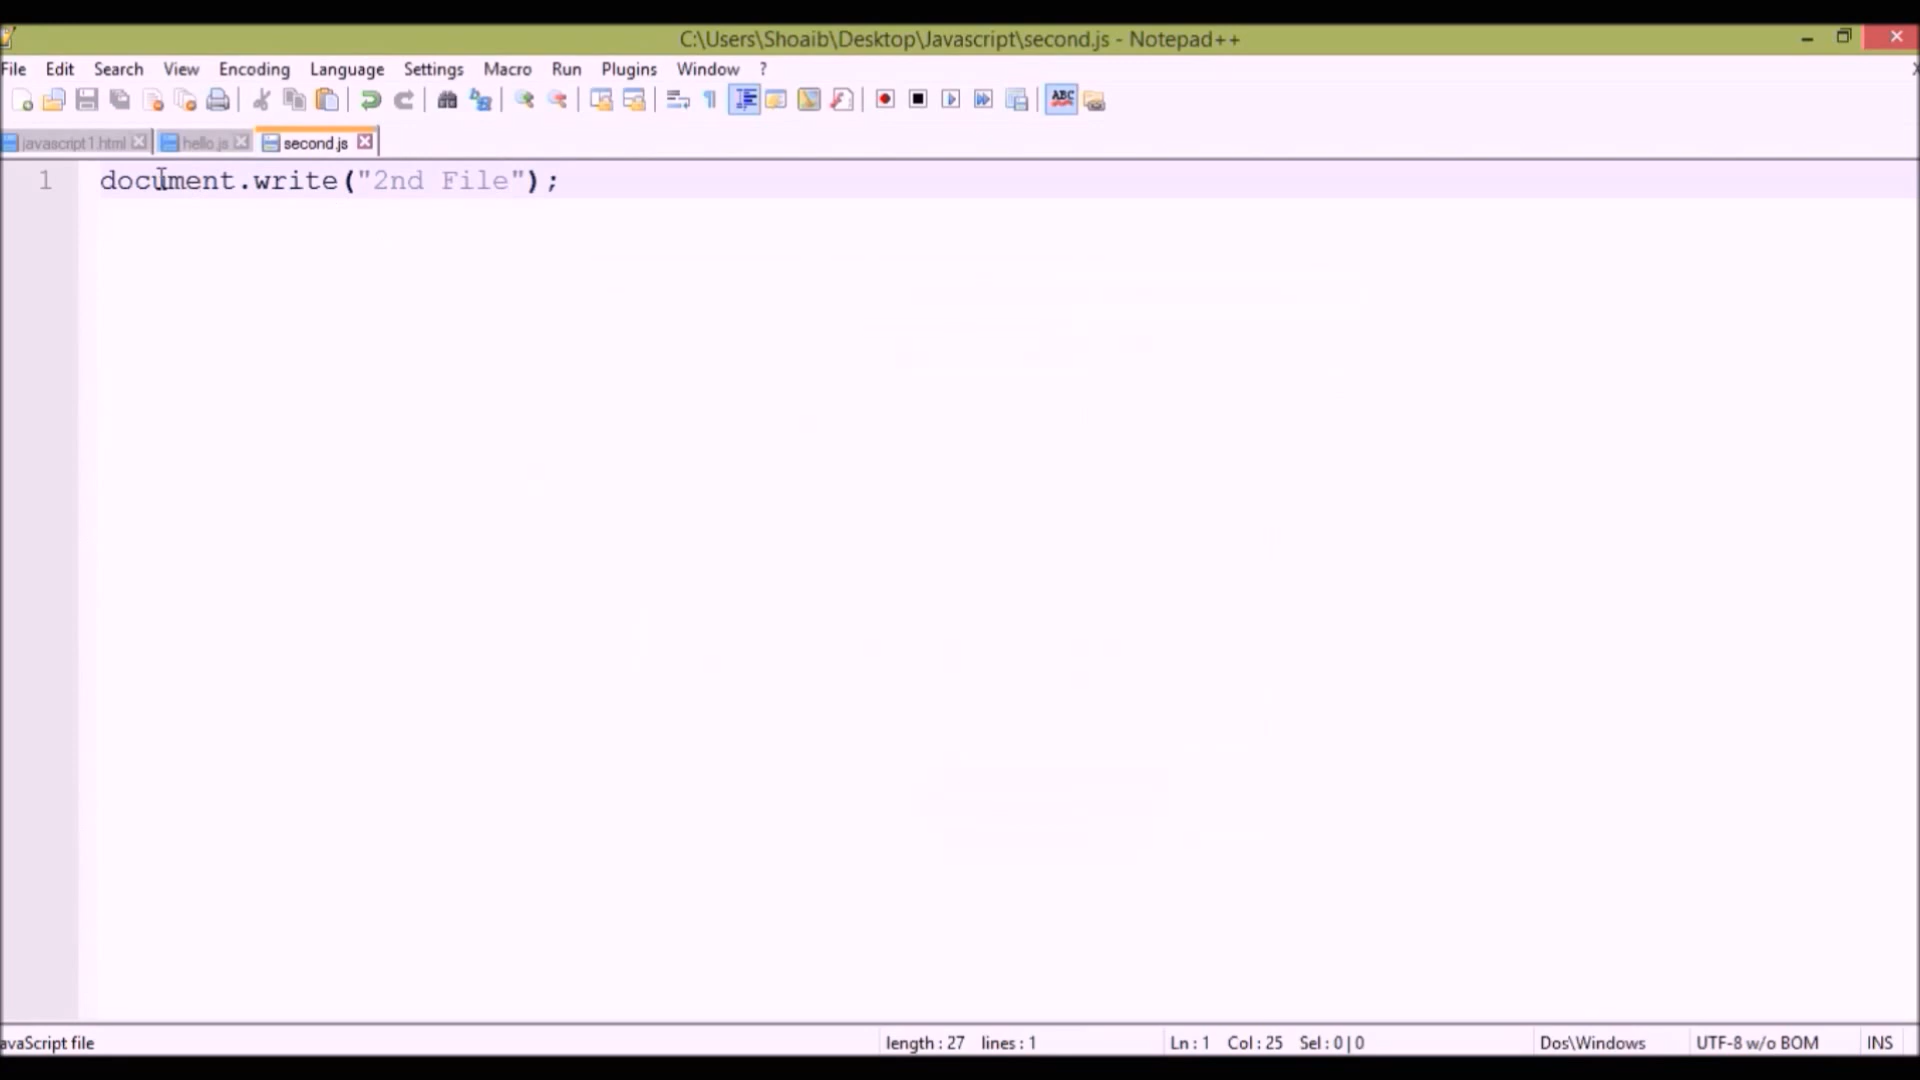 C:\Users\Shoaib\Desktop\Javascript\second.js - Notepad++
File Edit Search View Encoding Language Settings Macro Run Plugins Window ?
ABC
javascript1.html hello.js second.js
1 document.write("2nd File");
avaScript file length : 27 lines : 1 Ln : 1 Col : 25 Sel : 0 | 0 Dos\Windows UTF-8 w/o BOM INS